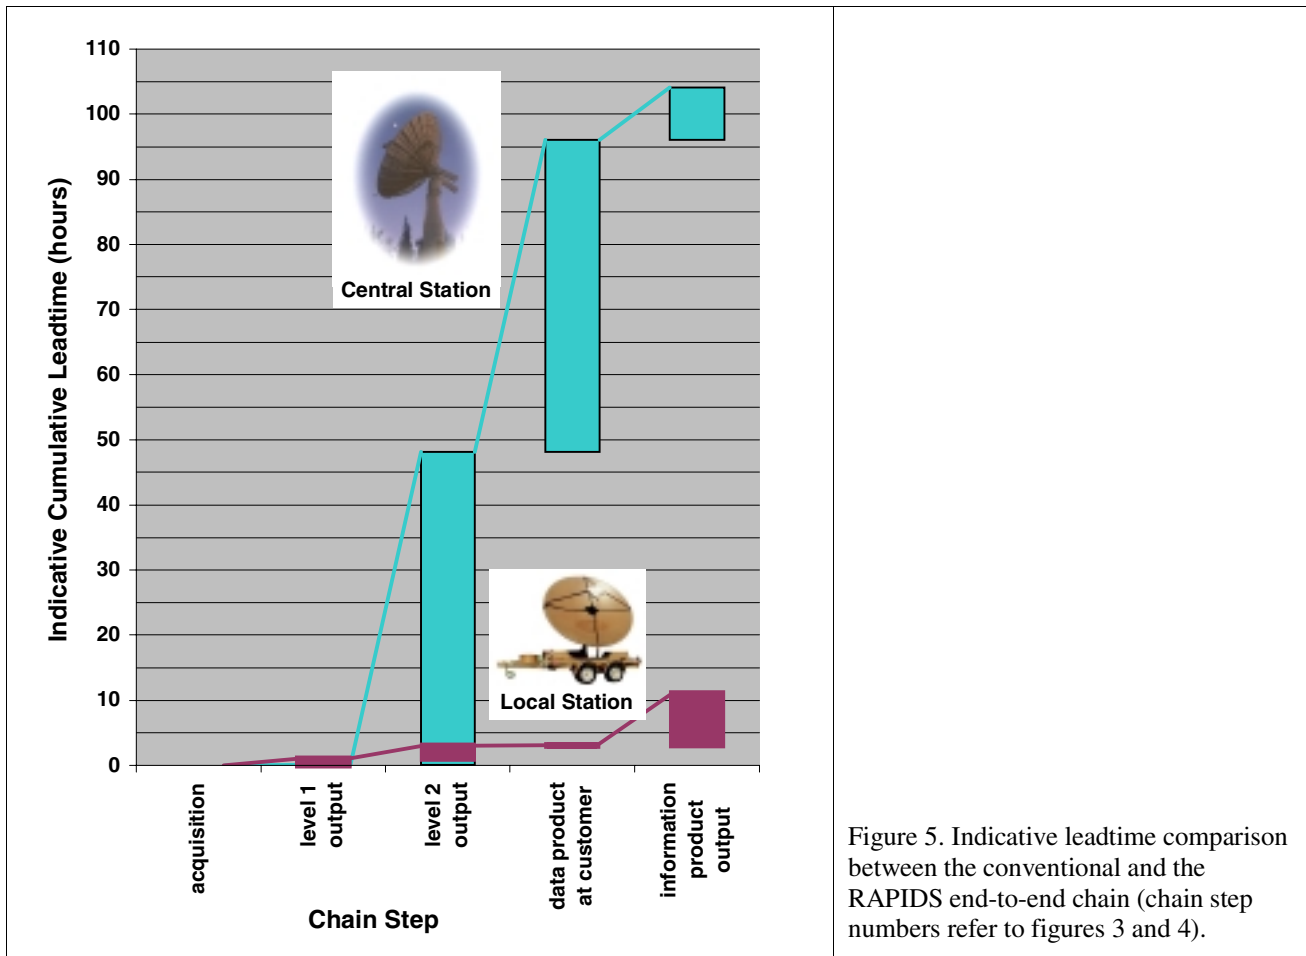 110
100
90
80
70
60
50
40
30
20
10
0
Indicative Cumulative Leadtime (hours)
Central Station
Local Station
acquisition
level 1
output
level 2
output
data product
at customer
information
product
output
Chain Step
Figure 5. Indicative leadtime comparison
between the conventional and the
RAPIDS end-to-end chain (chain step
numbers refer to figures 3 and 4).